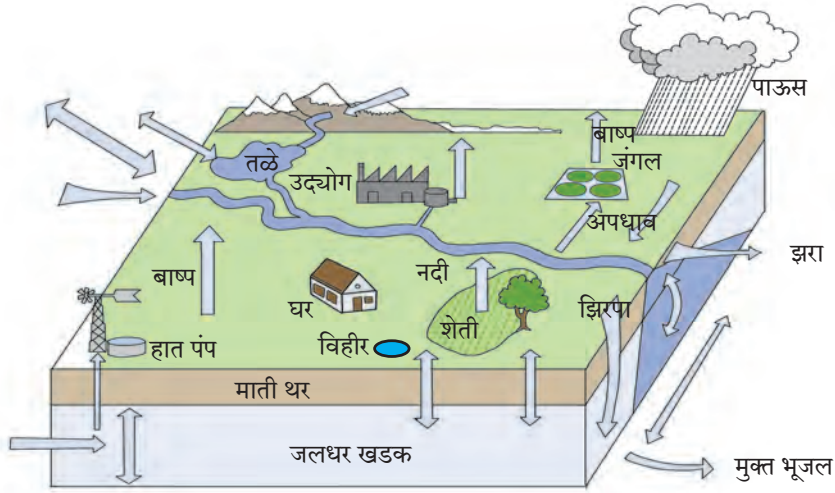 पाऊस
बाष्प
जंगल
तळे
उद्योग
अपधाव
झरा
बाष्प
नदी
घर
झिरपा
शेती
हात पंप
विहीर
माती थर
जलधर खडक
मुक्त भूजल